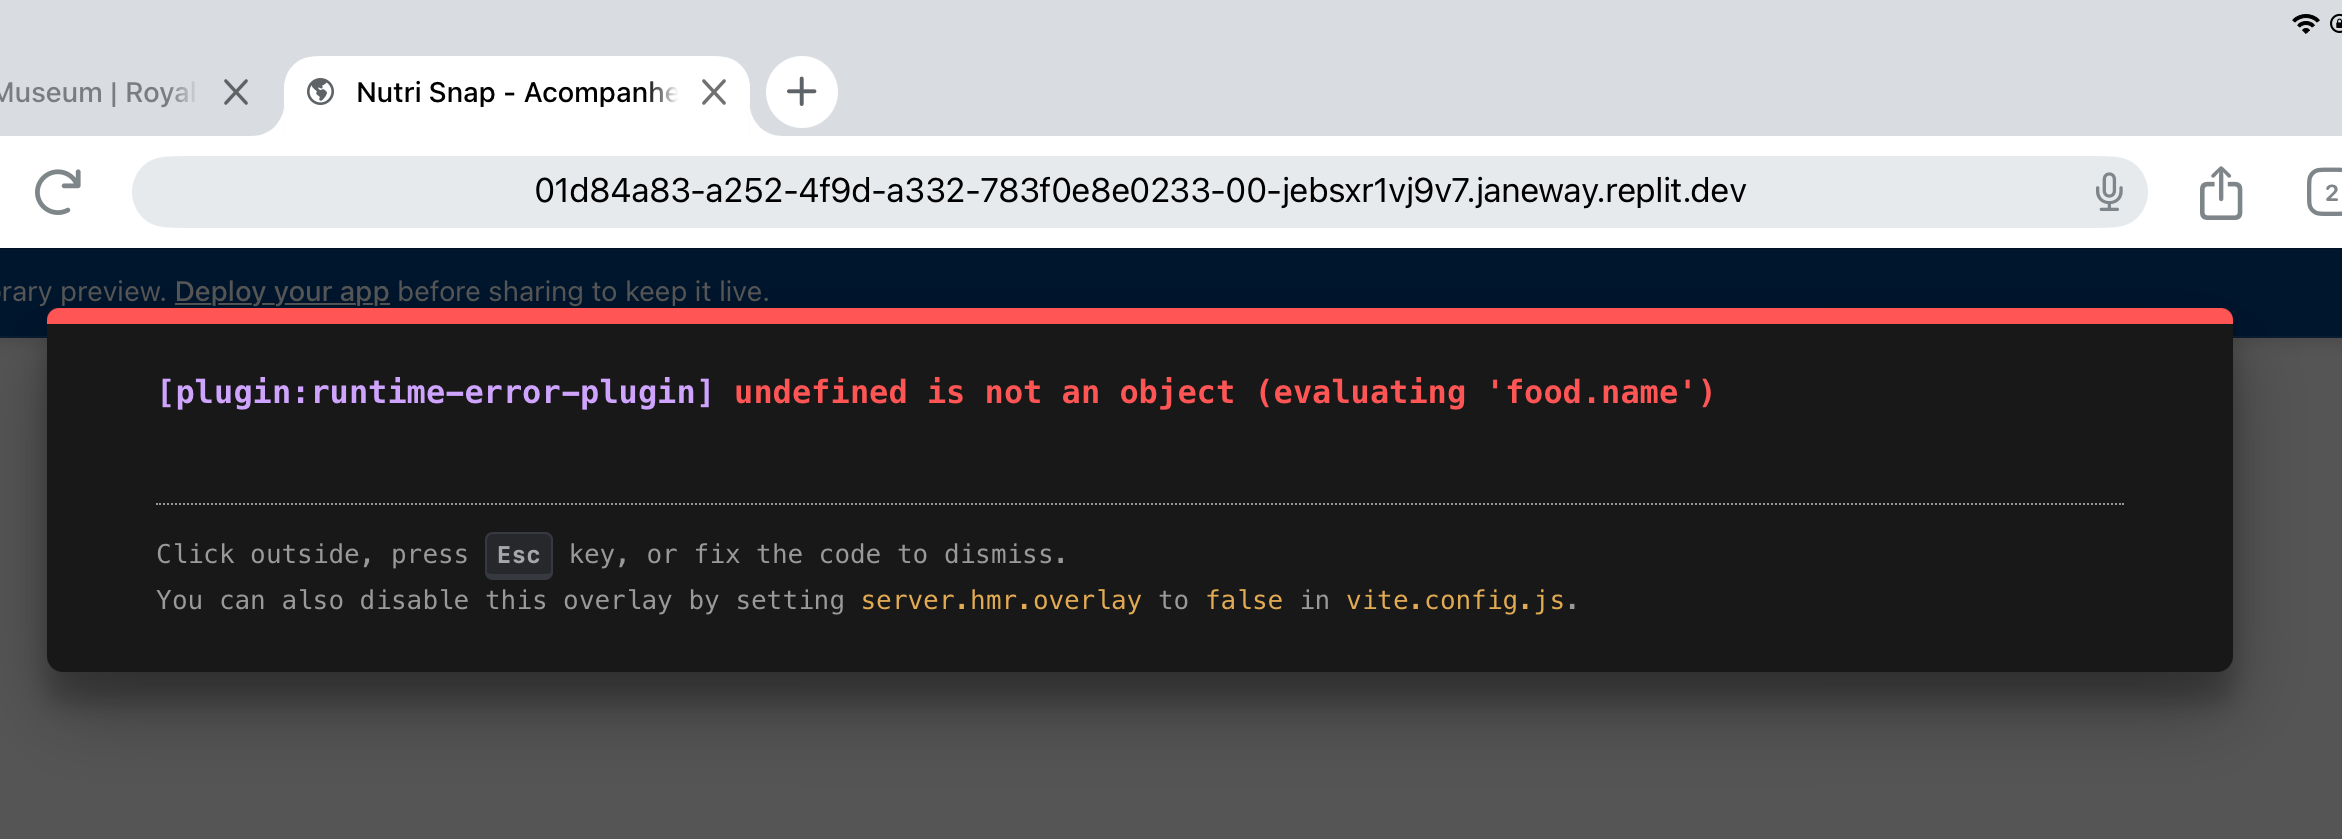 Museum | Royal
Nutri Snap - Acompanhe
01d84a83-a252-4f9d-a332-783f0e8e0233-00-jebsxr1vj9v7.janeway.replit.dev
2
preview. Deploy your app before sharing to keep it live.
[plugin:runtime-error-plugin] undefined is not an object (evaluating 'food.name')
Click outside, press Esc key, or fix the code to dismiss.
You can also disable this overlay by setting server.hmr.overlay to false in vite.config.js.